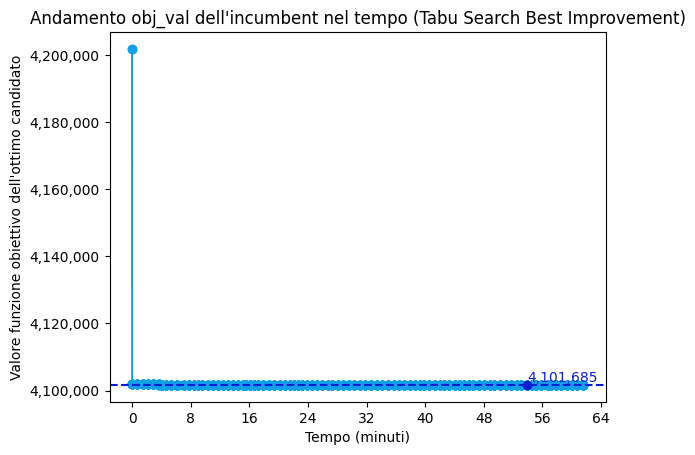 Andamento obj_val dell'incumbent nel tempo (Tabu Search Best Improvement)
Valore funzione obiettivo dell'ottimo candidato
4,200,000
4,180,000
4,160,000
4,140,000
4,120,000
4,100,000
4,101,685
0 8 16 24 32 40 48 56 64
Tempo (minuti)